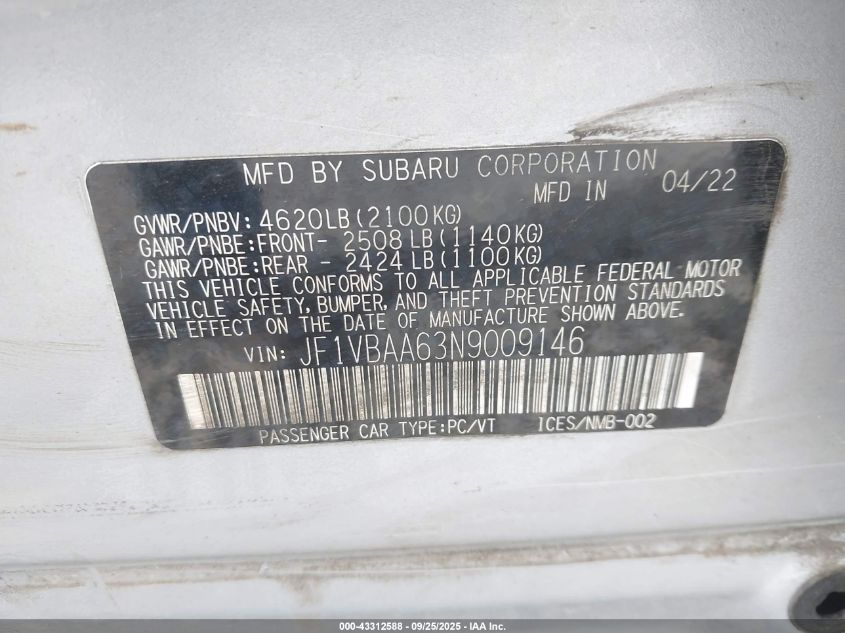 MFD BY SUBARU CORPORATION
MFD IN 04/22
GVWR/PNBV: 4620LB(2100KG)
GAWR/PNBE:FRONT- 2508LB(1140KG)
GAWR/PNBE:REAR - 2424LB(1100KG)
THIS VEHICLE CONFORMS TO ALL APPLICABLE FEDERAL MOTOR
VEHICLE SAFETY, BUMPER, AND THEFT PREVENTION STANDARDS
IN EFFECT ON THE DATE OF MANUFACTURE SHOWN ABOVE.
VIN: JF1VBAA63N9009146
PASSENGER CAR TYPE:PC/VT ICES/NMB-002
000-43312588 - 09/25/2025 - IAA Inc.